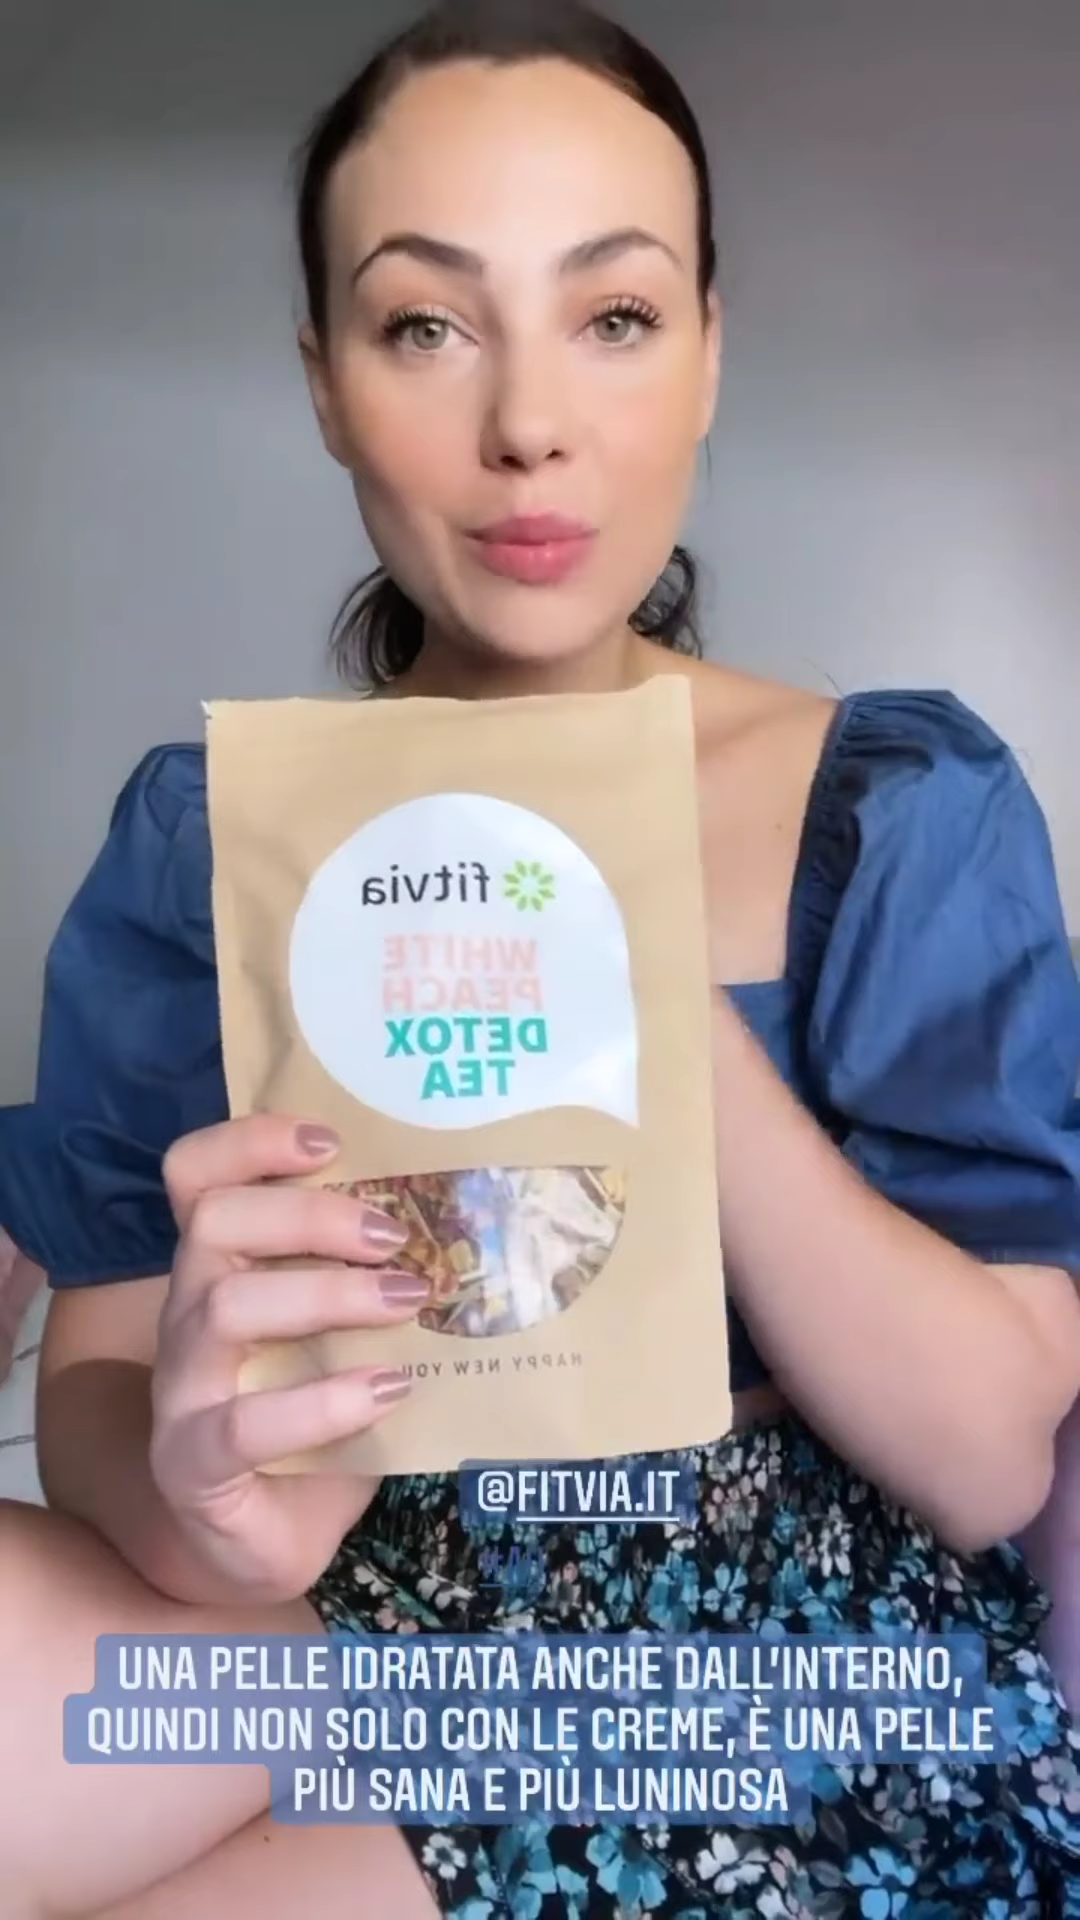 fitvia
WHITE
PEACH
DETOX
TEA
HAPPY NEW YOU
@FITVIA.IT
UNA PELLE IDRATATA ANCHE DALL'INTERNO,
QUINDI NON SOLO CON LE CREME, È UNA PELLE
PIÙ SANA E PIÙ LUNINOSA